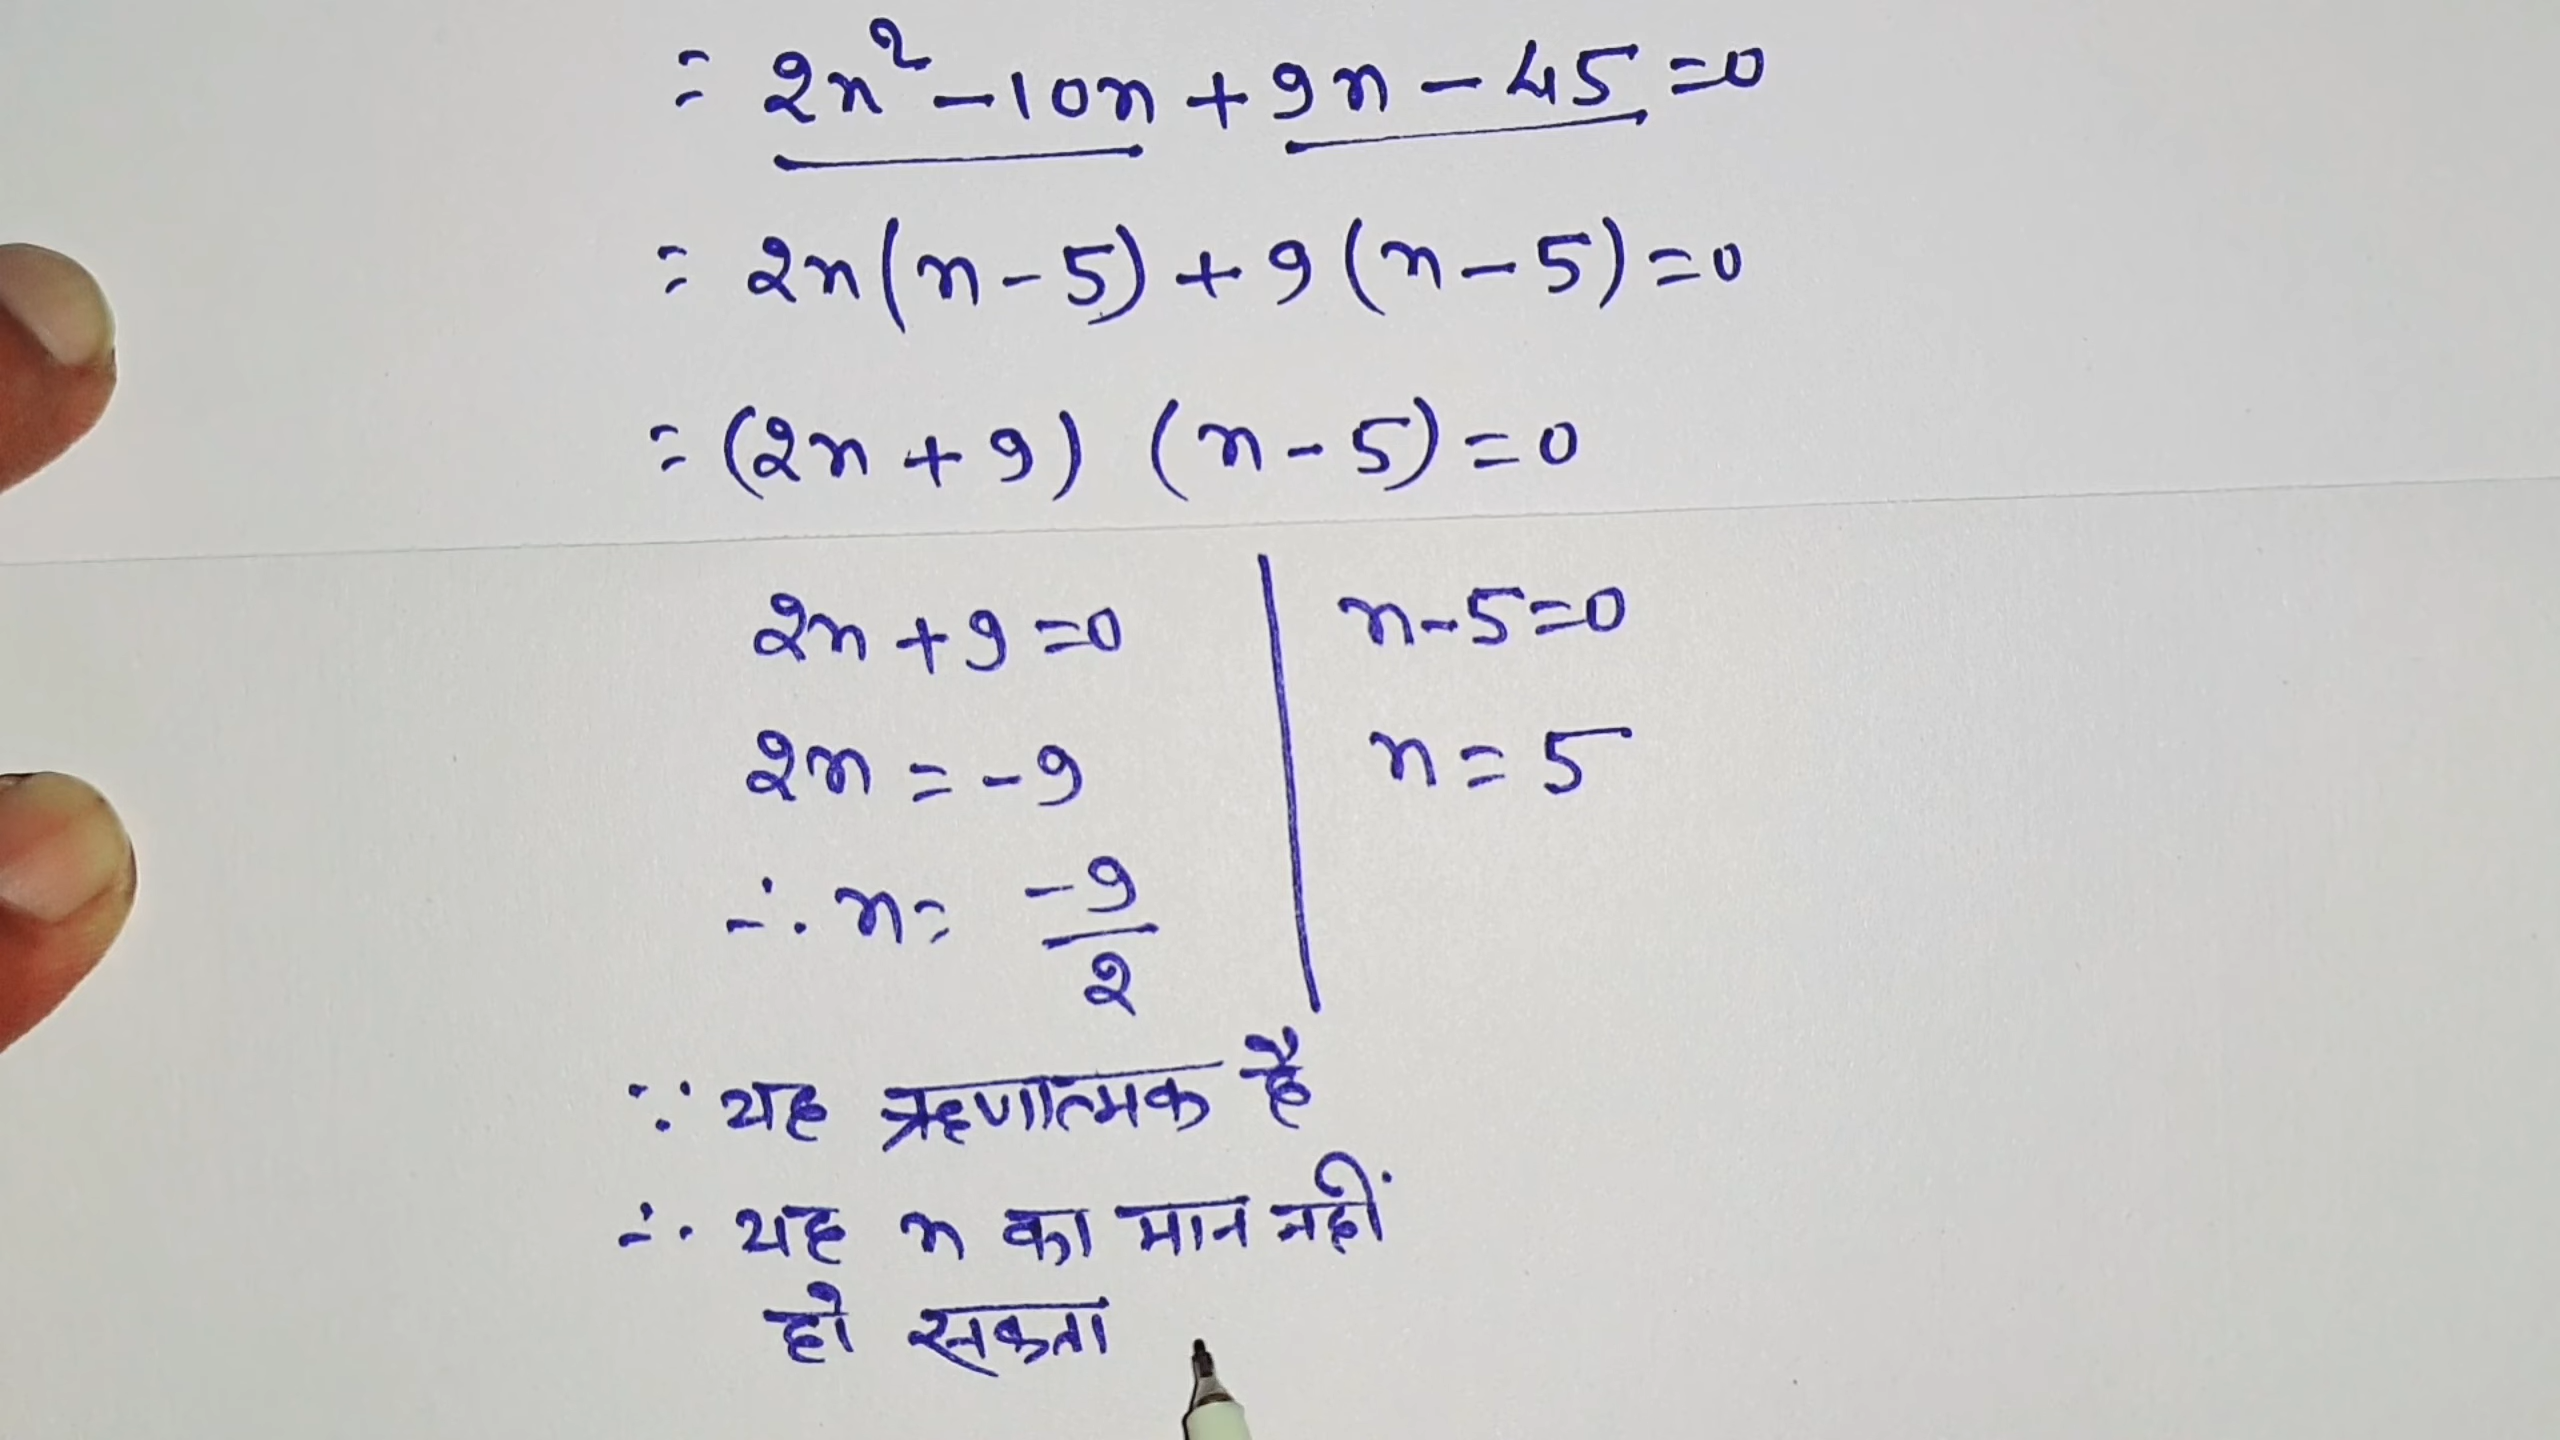 = 2n² - 10n + 9n - 45 = 0
= 2n(n - 5) + 9(n - 5) = 0
= (2n + 9) (n - 5) = 0
2n + 9 = 0
2n = -9
∴ n = -9/2
∵ यह ऋणात्मक है
∴ यह n का मान नहीं
हो सकता
n - 5 = 0
n = 5